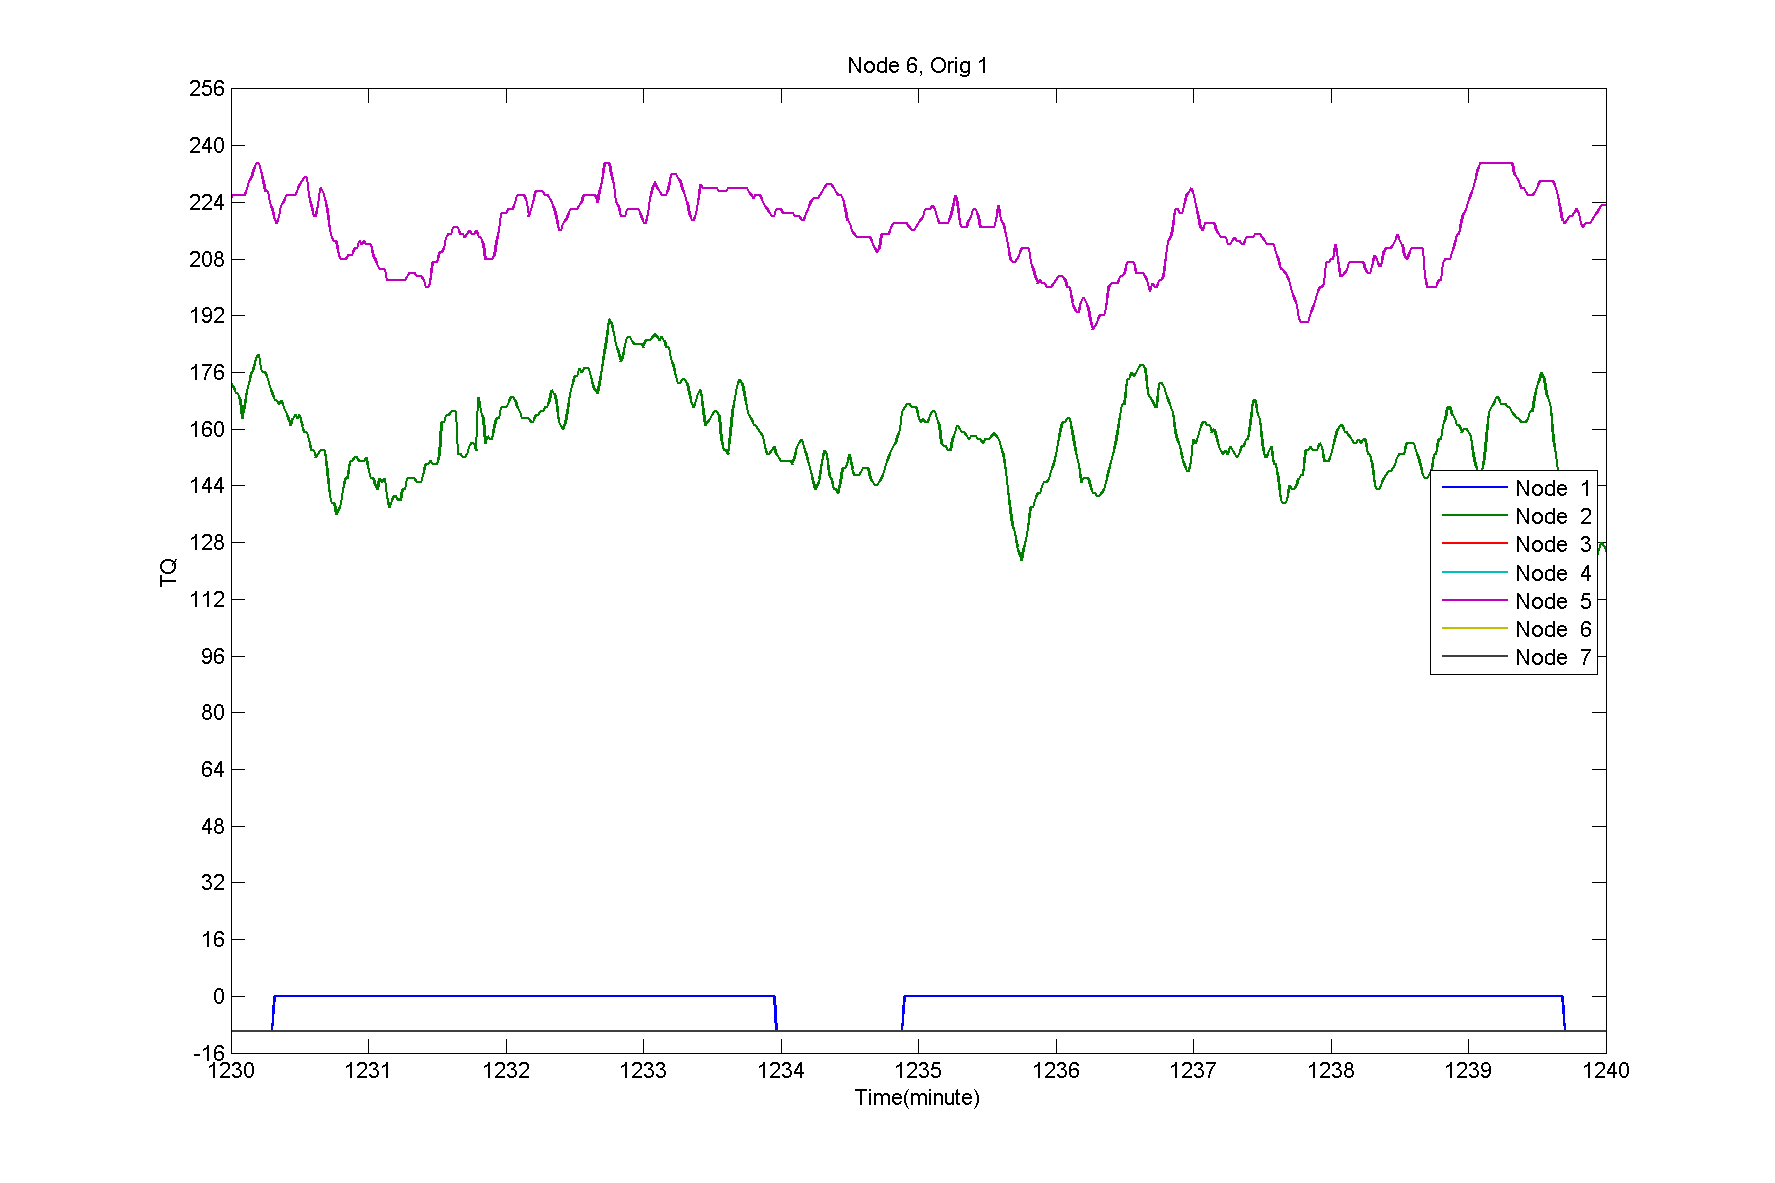 Node 6, Orig 1
256
240
224
208
192
176
160
144
128
112
96
80
64
48
32
16
0
-16
TQ
Node 1
Node 2
Node 3
Node 4
Node 5
Node 6
Node 7
1230 1231 1232 1233 1234 1235 1236 1237 1238 1239 1240
Time(minute)